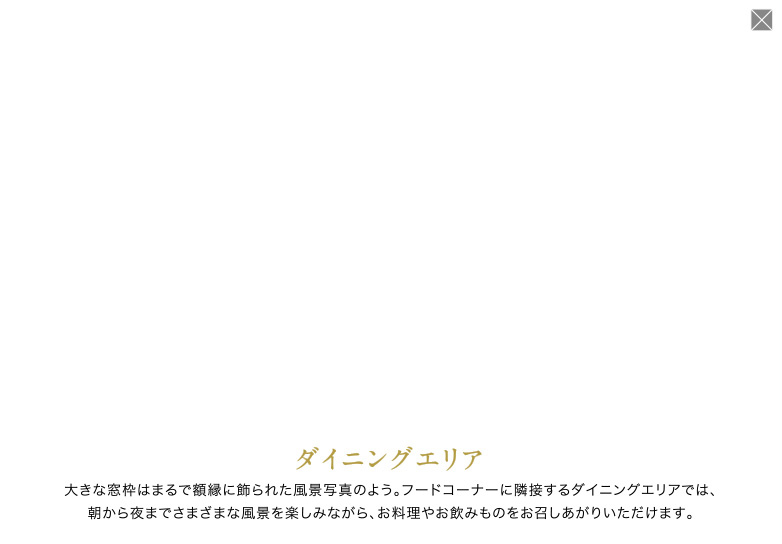 ダイニングエリア
大きな窓枠はまるで額縁に飾られた風景写真のよう。フードコーナーに隣接するダイニングエリアでは、
朝から夜までさまざまな風景を楽しみながら、お料理やお飲みものをお召しあがりいただけます。